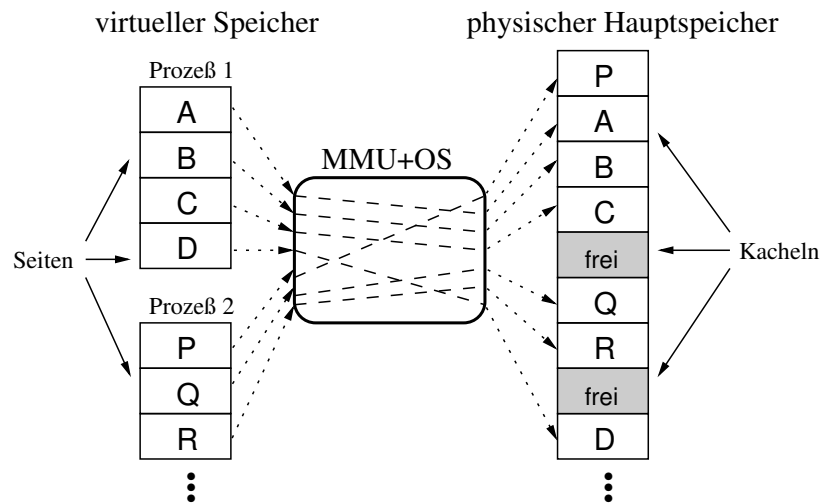 virtueller Speicher
physischer Hauptspeicher
Prozeß 1
A
B
C
D
Seiten
Prozeß 2
P
Q
R
MMU+OS
P
A
B
C
frei
Q
R
frei
D
Kacheln